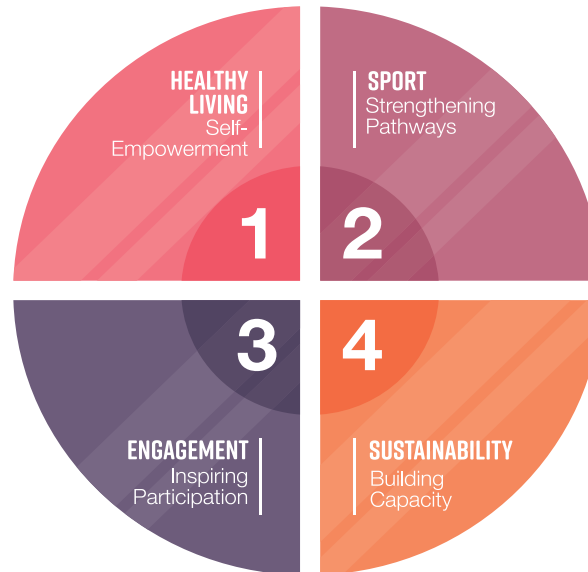 HEALTHY
LIVING
Self-
Empowerment
1
SPORT
Strengthening
Pathways
2
3
ENGAGEMENT
Inspiring
Participation
4
SUSTAINABILITY
Building
Capacity